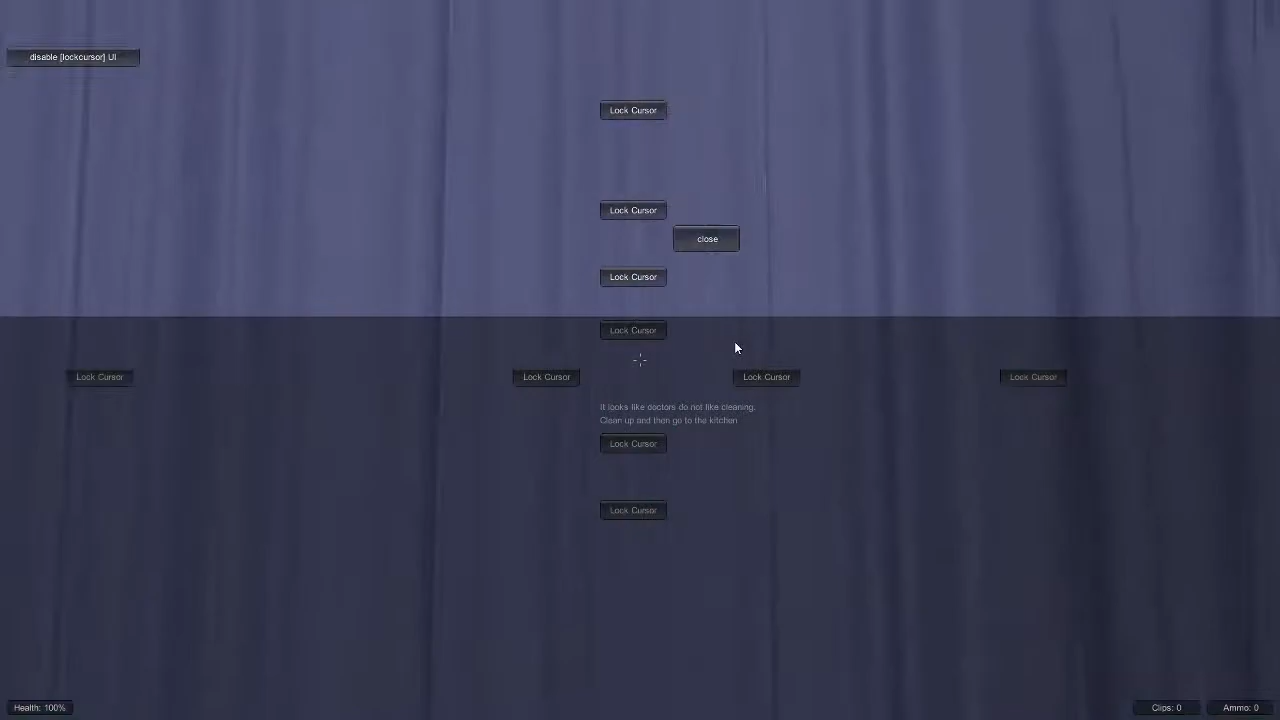 disable [lockcursor] UI
Lock Cursor
Lock Cursor
close
Lock Cursor
Lock Cursor
Lock Cursor
Lock Cursor
Lock Cursor
Lock Cursor
It looks like doctors do not like cleaning.
Clean up and then go to the kitchen
Lock Cursor
Lock Cursor
Health: 100%
Clips: 0
Ammo: 0